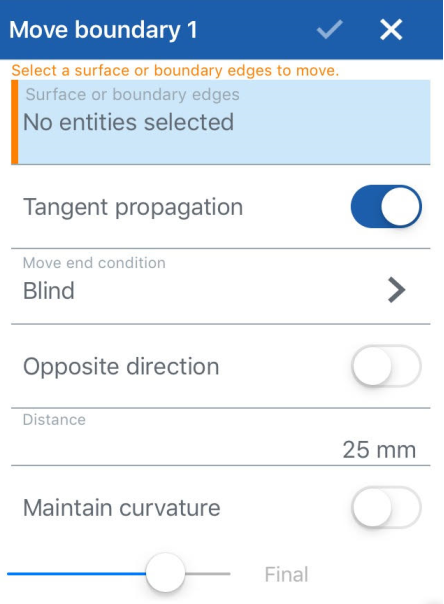 Move boundary 1
Select a surface or boundary edges to move.
Surface or boundary edges
No entities selected
Tangent propagation
Move end condition
Blind
Opposite direction
Distance
25 mm
Maintain curvature
Final